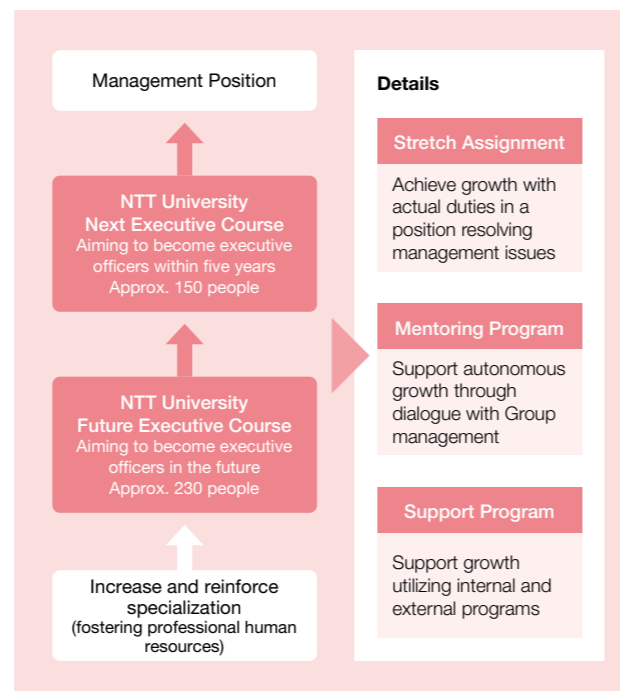 Management Position
NTT University
Next Executive Course
Aiming to become executive
officers within five years
Approx. 150 people
NTT University
Future Executive Course
Aiming to become executive
officers in the future
Approx. 230 people
Increase and reinforce
specialization
(fostering professional human
resources)
Details
Stretch Assignment
Achieve growth with
actual duties in a
position resolving
management issues
Mentoring Program
Support autonomous
growth through
dialogue with Group
management
Support Program
Support growth
utilizing internal and
external programs